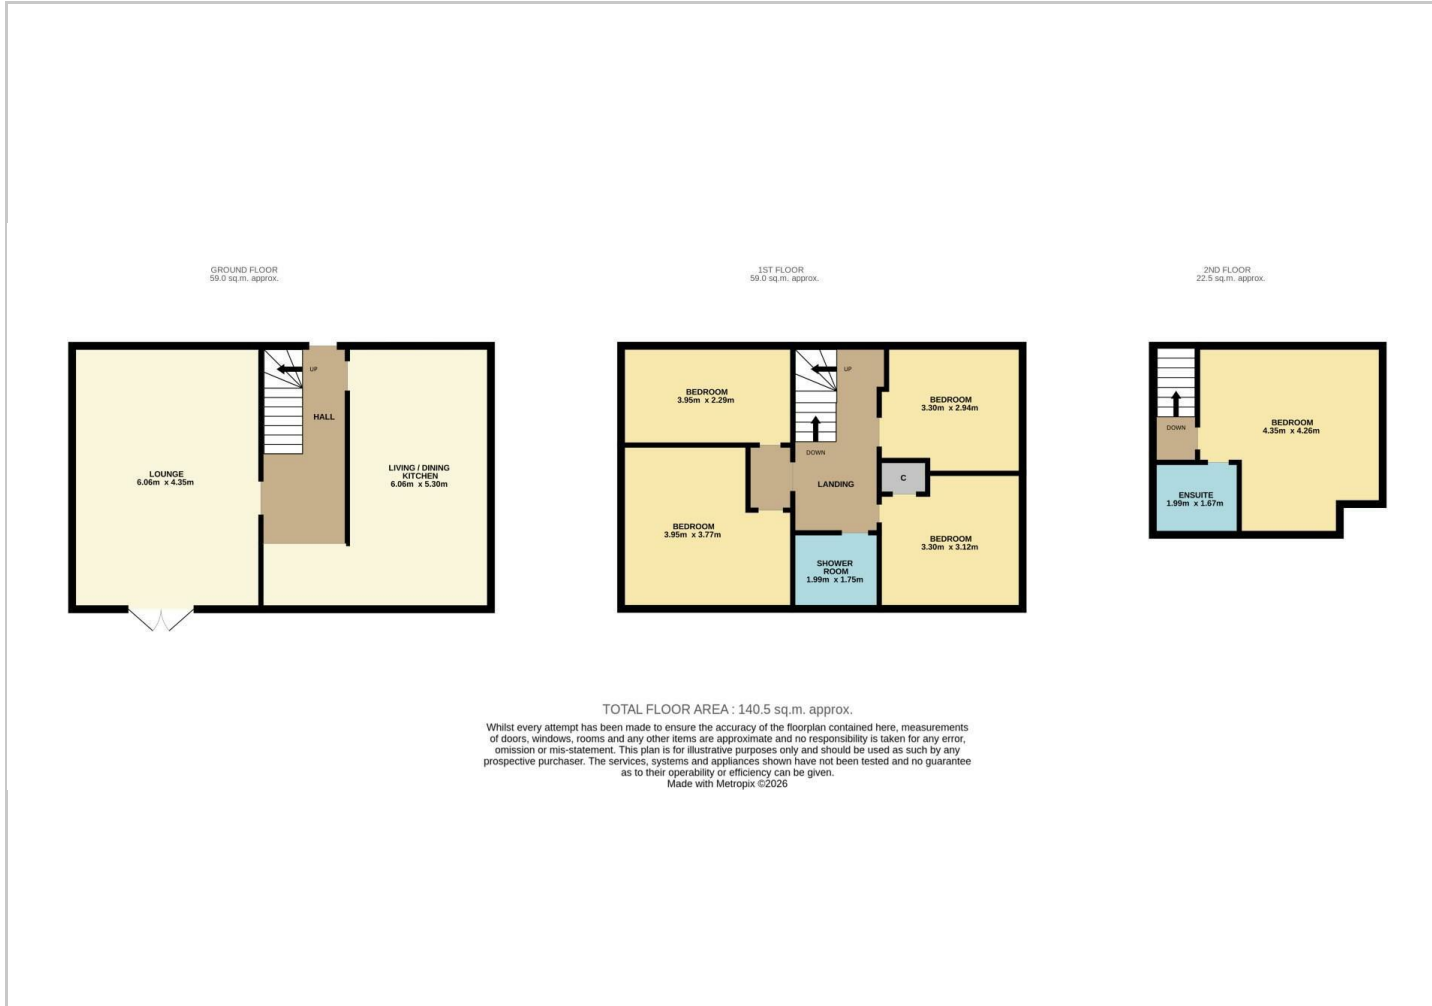 GROUND FLOOR
59.0 sq.m. approx.
UP
HALL
LOUNGE
6.06m x 4.35m
LIVING / DINING
KITCHEN
6.06m x 5.30m
1ST FLOOR
59.0 sq.m. approx.
BEDROOM
3.95m x 2.29m
UP
BEDROOM
3.30m x 2.94m
DOWN
LANDING
C
BEDROOM
3.95m x 3.77m
BEDROOM
3.30m x 3.12m
SHOWER
ROOM
1.99m x 1.75m
2ND FLOOR
22.5 sq.m. approx.
BEDROOM
4.35m x 4.26m
DOWN
ENSUITE
1.99m x 1.67m
TOTAL FLOOR AREA : 140.5 sq.m. approx.
Whilst every attempt has been made to ensure the accuracy of the floorplan contained here, measurements
of doors, windows, rooms and any other items are approximate and no responsibility is taken for any error,
omission or mis-statement. This plan is for illustrative purposes only and should be used as such by any
prospective purchaser. The services, systems and appliances shown have not been tested and no guarantee
as to their operability or efficiency can be given.
Made with Metropix ©2026